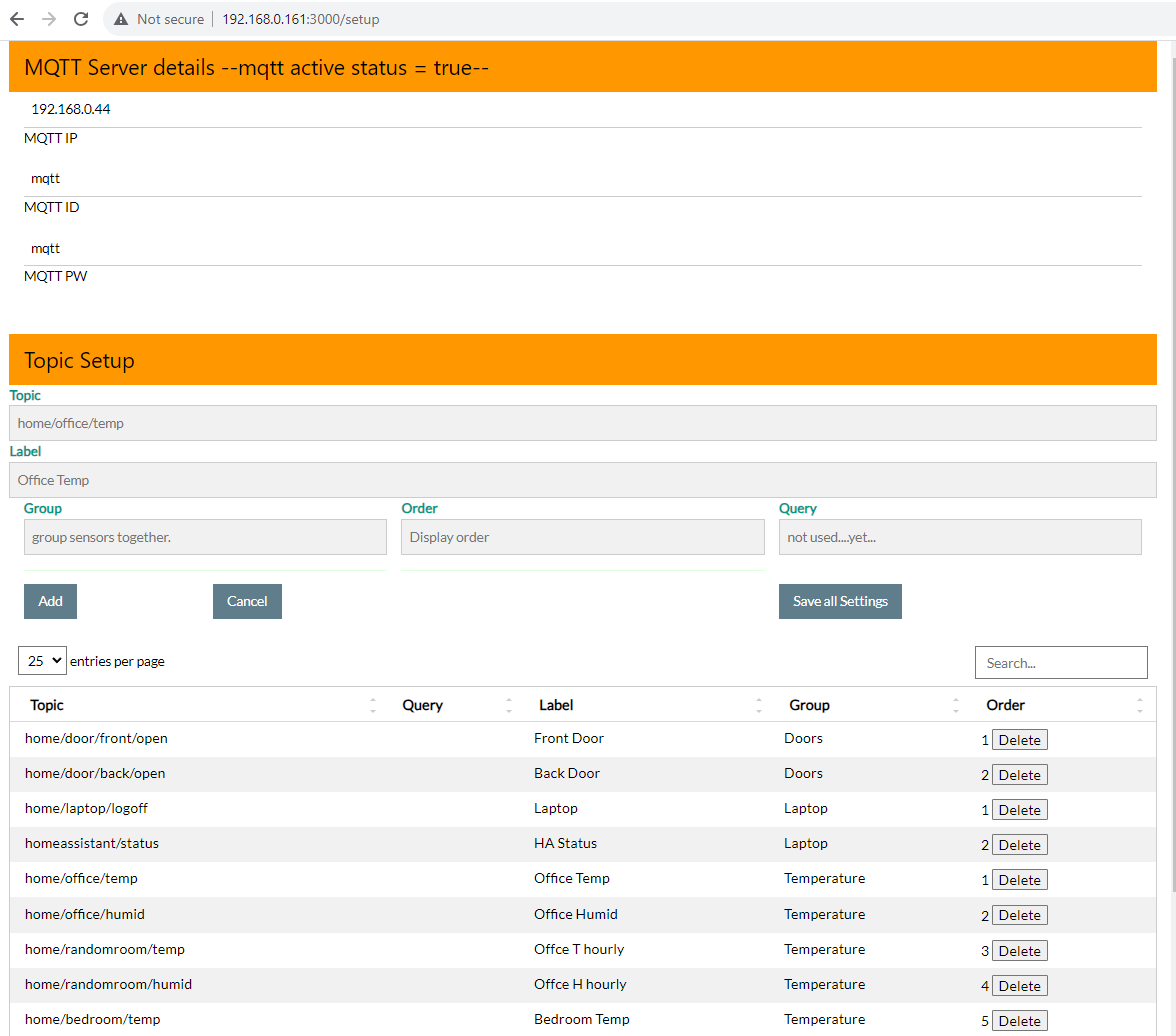 Not secure | 192.168.0.161:3000/setup
MQTT Server details --mqtt active status = true--
192.168.0.44
MQTT IP
mqtt
MQTT ID
mqtt
MQTT PW
Topic Setup
Topic
home/office/temp
Label
Office Temp
Group Order Query
group sensors together. Display order not used....yet...
Add Cancel Save all Settings
25 entries per page Search...
Topic Query Label Group Order
home/door/front/open Front Door Doors 1 Delete
home/door/back/open Back Door Doors 2 Delete
home/laptop/logoff Laptop Laptop 1 Delete
homeassistant/status HA Status Laptop 2 Delete
home/office/temp Office Temp Temperature 1 Delete
home/office/humid Office Humid Temperature 2 Delete
home/randomroom/temp Offce T hourly Temperature 3 Delete
home/randomroom/humid Offce H hourly Temperature 4 Delete
home/bedroom/temp Bedroom Temp Temperature 5 Delete